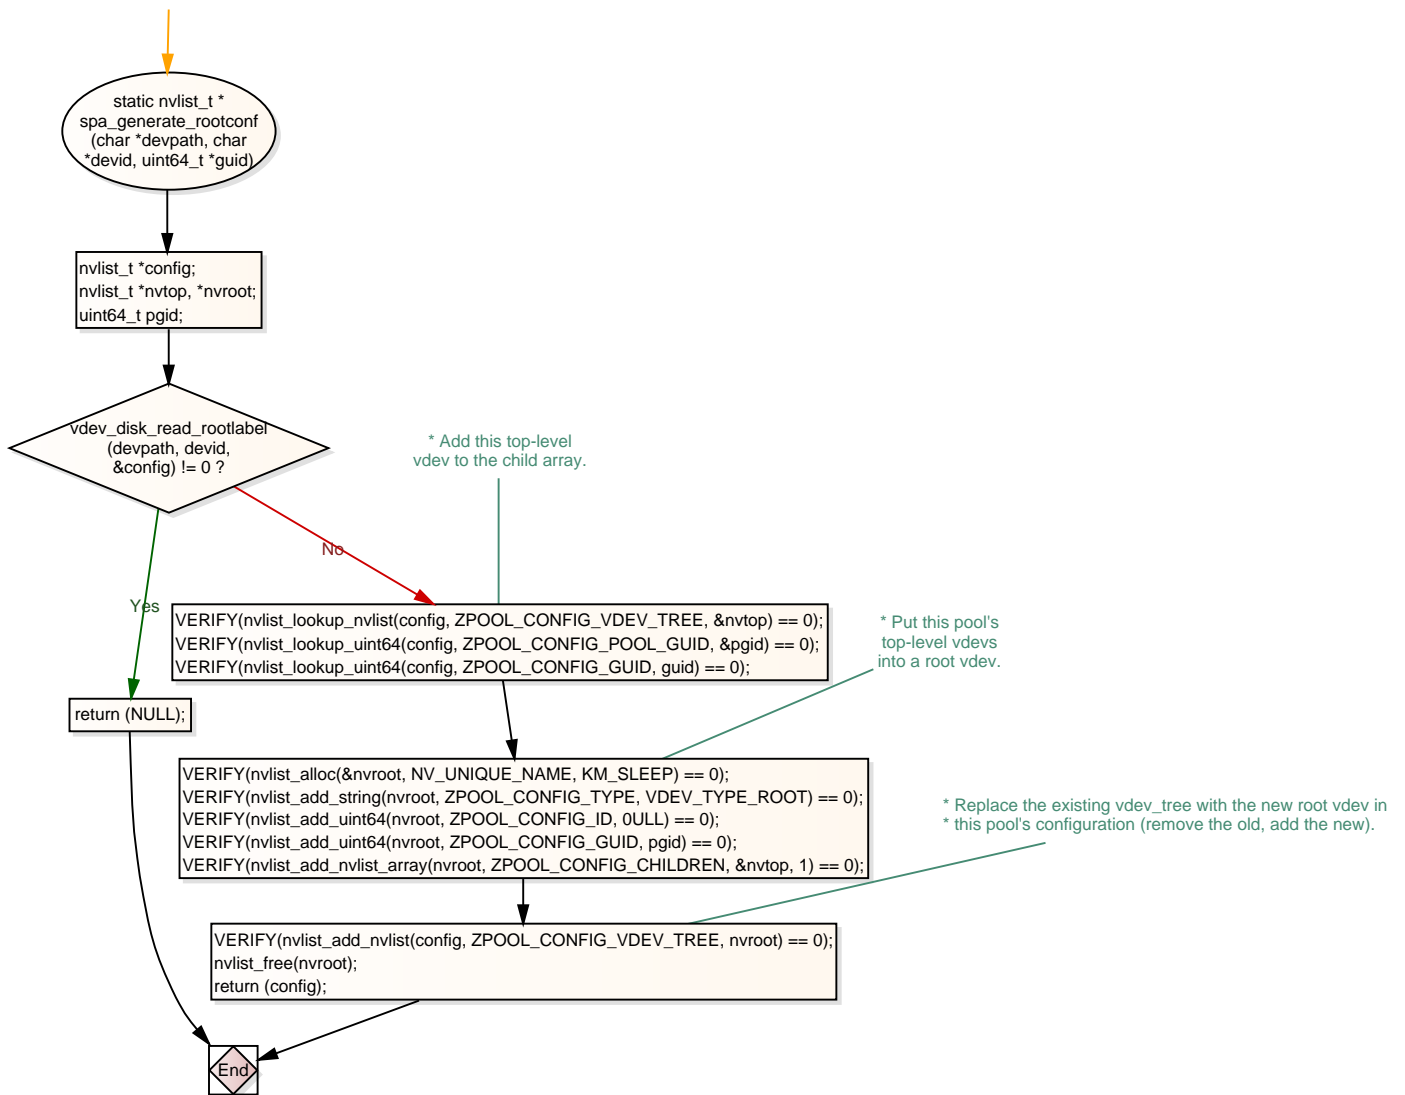 static nvlist_t *
spa_generate_rootconf
(char *devpath, char
*devid, uint64_t *guid)
nvlist_t *config;
nvlist_t *nvtop, *nvroot;
uint64_t pgid;
vdev_disk_read_rootlabel
(devpath, devid,
&config) != 0 ?
* Add this top-level
vdev to the child array.
No
Yes
VERIFY(nvlist_lookup_nvlist(config, ZPOOL_CONFIG_VDEV_TREE, &nvtop) == 0);
VERIFY(nvlist_lookup_uint64(config, ZPOOL_CONFIG_POOL_GUID, &pgid) == 0);
VERIFY(nvlist_lookup_uint64(config, ZPOOL_CONFIG_GUID, guid) == 0);
* Put this pool's
top-level vdevs
into a root vdev.
return (NULL);
VERIFY(nvlist_alloc(&nvroot, NV_UNIQUE_NAME, KM_SLEEP) == 0);
VERIFY(nvlist_add_string(nvroot, ZPOOL_CONFIG_TYPE, VDEV_TYPE_ROOT) == 0);
VERIFY(nvlist_add_uint64(nvroot, ZPOOL_CONFIG_ID, 0ULL) == 0);
VERIFY(nvlist_add_uint64(nvroot, ZPOOL_CONFIG_GUID, pgid) == 0);
VERIFY(nvlist_add_nvlist_array(nvroot, ZPOOL_CONFIG_CHILDREN, &nvtop, 1) == 0);
* Replace the existing vdev_tree with the new root vdev in
* this pool's configuration (remove the old, add the new).
VERIFY(nvlist_add_nvlist(config, ZPOOL_CONFIG_VDEV_TREE, nvroot) == 0);
nvlist_free(nvroot);
return (config);
End